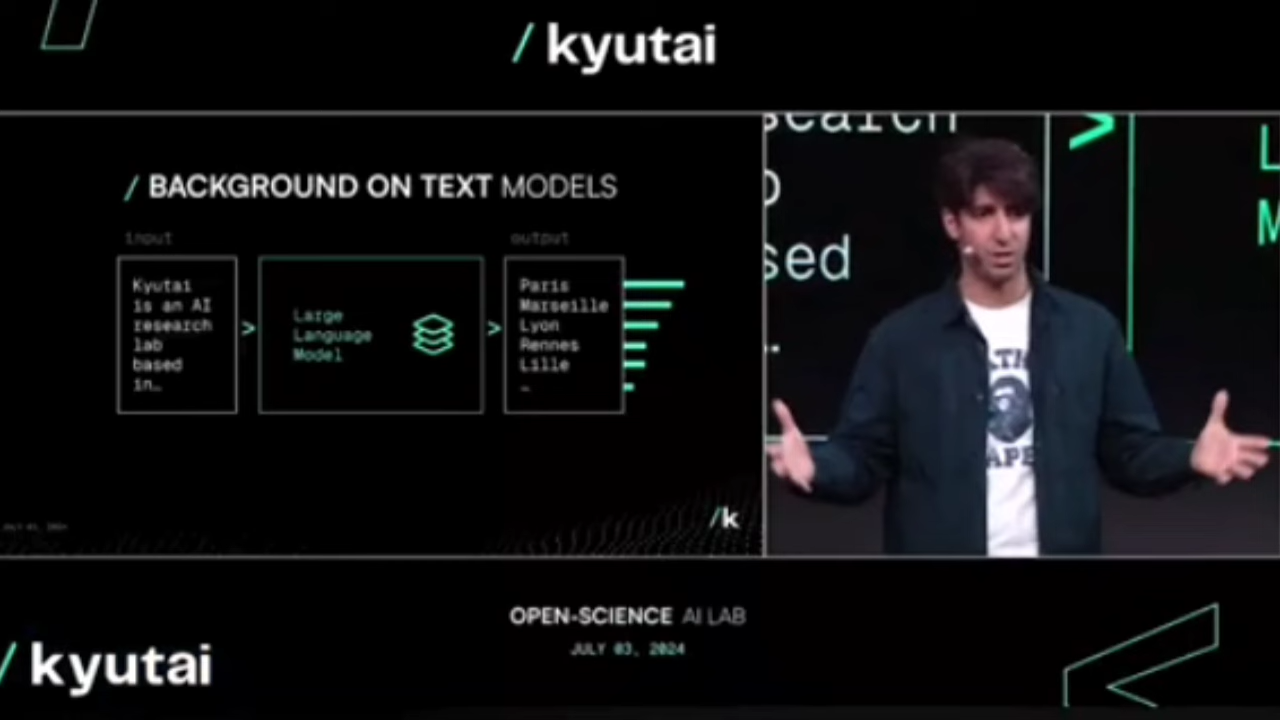 / kyutai
/ BACKGROUND ON TEXT MODELS
input
output
Kyutai
is an AI
research
lab
based
in…
>
Large
Language
Model
>
Paris
Marseille
Lyon
Rennes
Lille
…
/k
sed
>
L
M
APE
OPEN-SCIENCE AI LAB
JULY 03, 2024
/ kyutai